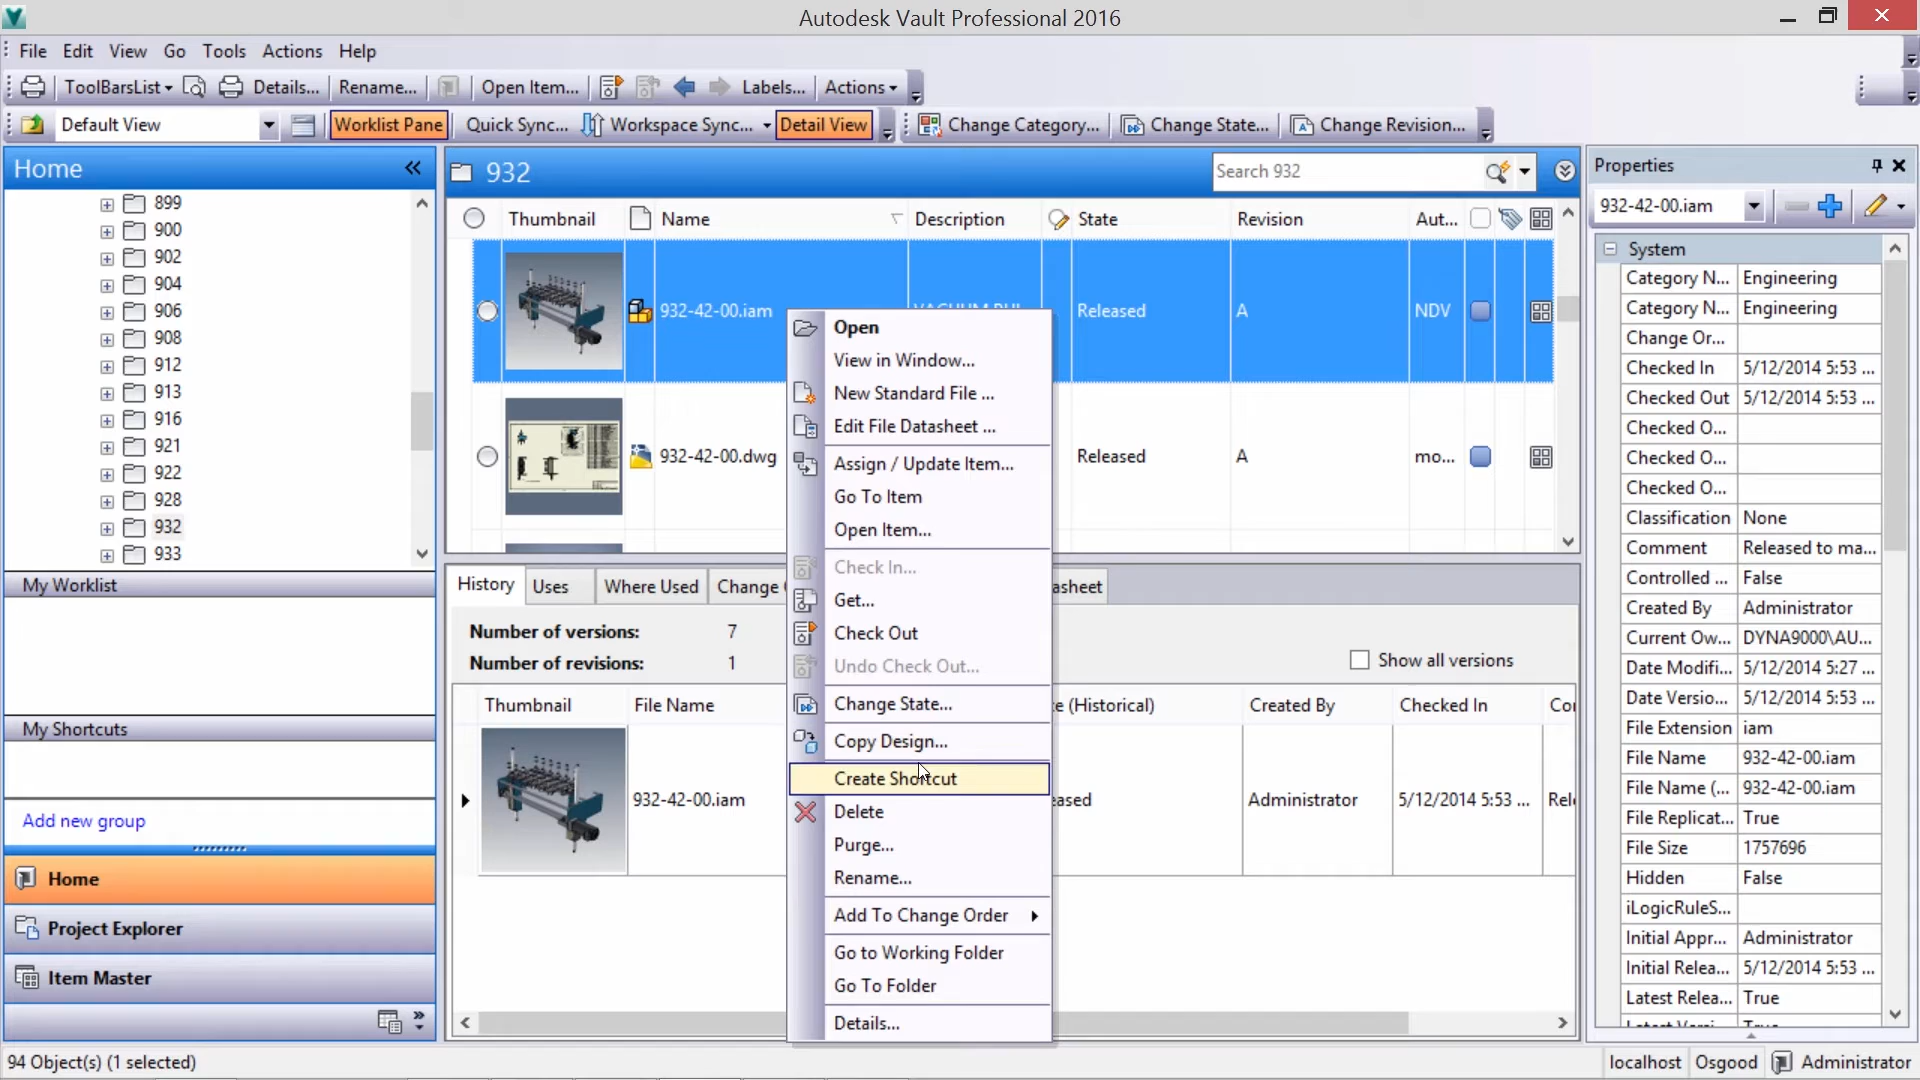 Autodesk Vault Professional 2016
File Edit View Go Tools Actions Help
ToolBarsList Details... Rename... Open Item... Labels... Actions
Default View Worklist Pane Quick Sync... Workspace Sync... Detail View Change Category... Change State... Change Revision...
Home
899
900
902
904
906
908
912
913
916
921
922
928
932
933
My Worklist
My Shortcuts
Add new group
Home
Project Explorer
Item Master
932
Search 932
Thumbnail Name Description State Revision Aut...
932-42-00.iam Released A NDV
932-42-00.dwg Released A mo...
History Uses Where Used Change
Number of versions: 7
Number of revisions: 1
Show all versions
Thumbnail File Name (Historical) Created By Checked In
932-42-00.iam Administrator 5/12/2014 5:53 ...
Open
View in Window...
New Standard File ...
Edit File Datasheet ...
Assign / Update Item...
Go To Item
Open Item...
Check In...
Get...
Check Out
Undo Check Out...
Change State...
Copy Design...
Create Shortcut
Delete
Purge...
Rename...
Add To Change Order
Go to Working Folder
Go To Folder
Details...
Properties
932-42-00.iam
System
Category N... Engineering
Category N... Engineering
Change Or...
Checked In 5/12/2014 5:53 ...
Checked Out 5/12/2014 5:53 ...
Checked O...
Checked O...
Checked O...
Classification None
Comment Released to ma...
Controlled ... False
Created By Administrator
Current Ow... DYNA9000\AU...
Date Modifi... 5/12/2014 5:27 ...
Date Versio... 5/12/2014 5:53 ...
File Extension iam
File Name 932-42-00.iam
File Name (... 932-42-00.iam
File Replicat... True
File Size 1757696
Hidden False
iLogicRuleS...
Initial Appr... Administrator
Initial Relea... 5/12/2014 5:53 ...
Latest Relea... True
94 Object(s) (1 selected)
localhost Osgood Administrator